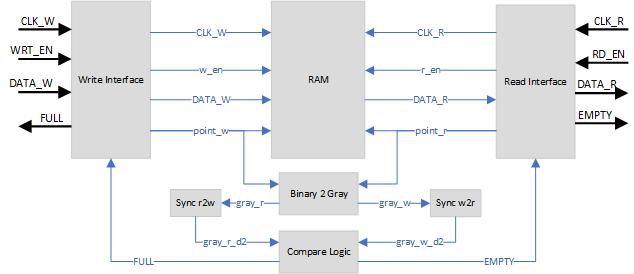 CLK_W
CLK_W
CLK_R
CLK_R
WRT_EN
RD_EN
w_en
r_en
Write Interface
RAM
Read Interface
DATA_W
DATA_R
DATA_W
DATA_R
FULL
EMPTY
point_w
point_r
Binary 2 Gray
Sync r2w
gray_r
gray_w
Sync w2r
gray_r_d2
gray_w_d2
Compare Logic
FULL
EMPTY